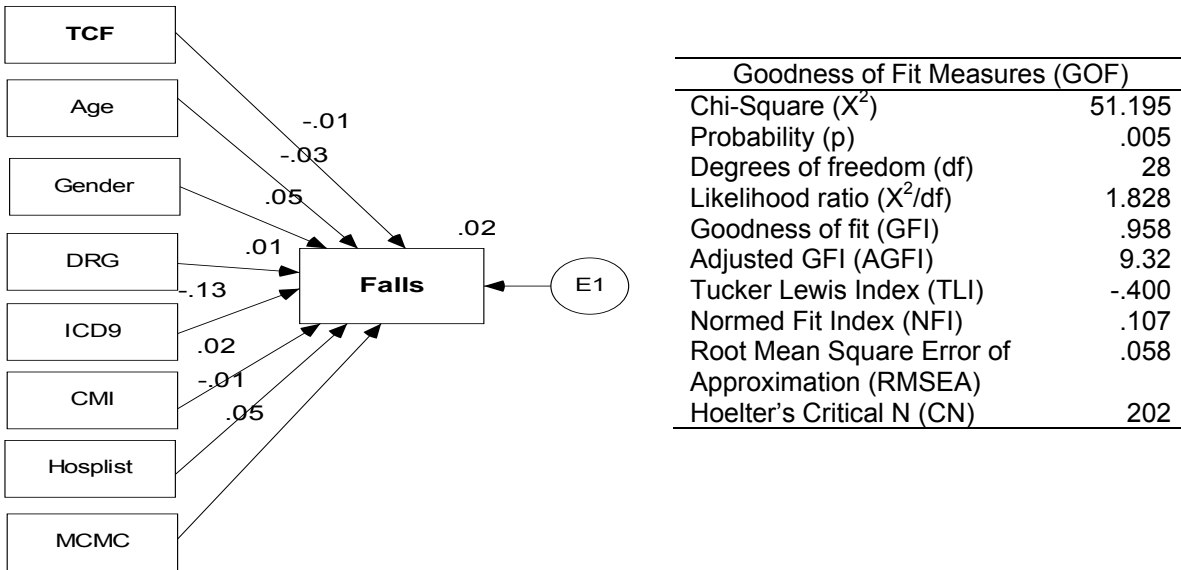 TCF
Age
Gender
DRG
ICD9
CMI
Hosplist
MCMC
-.01
-.03
.05
.01
-.13
.02
-.01
.05
.02
Falls
E1
Goodness of Fit Measures (GOF)
Chi-Square (X²) 51.195
Probability (p) .005
Degrees of freedom (df) 28
Likelihood ratio (X²/df) 1.828
Goodness of fit (GFI) .958
Adjusted GFI (AGFI) 9.32
Tucker Lewis Index (TLI) -.400
Normed Fit Index (NFI) .107
Root Mean Square Error of .058
Approximation (RMSEA)
Hoelter's Critical N (CN) 202